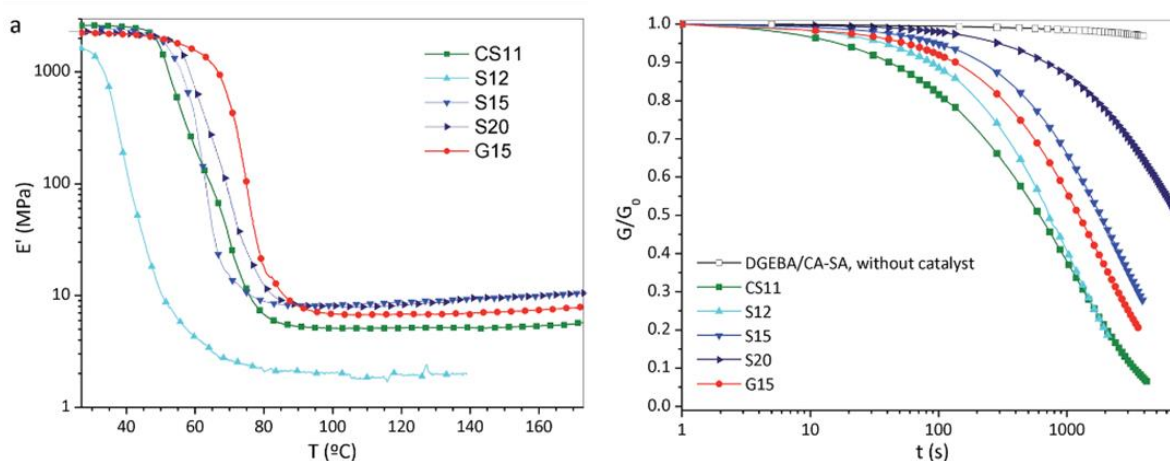 a
1000
100
10
1
E' (MPa)
40 60 80 100 120 140 160
T (ºC)
CS11
S12
S15
S20
G15
1.0
0.9
0.8
0.7
0.6
0.5
0.4
0.3
0.2
0.1
0.0
G/G0
1 10 100 1000
t (s)
DGEBA/CA-SA, without catalyst
CS11
S12
S15
S20
G15